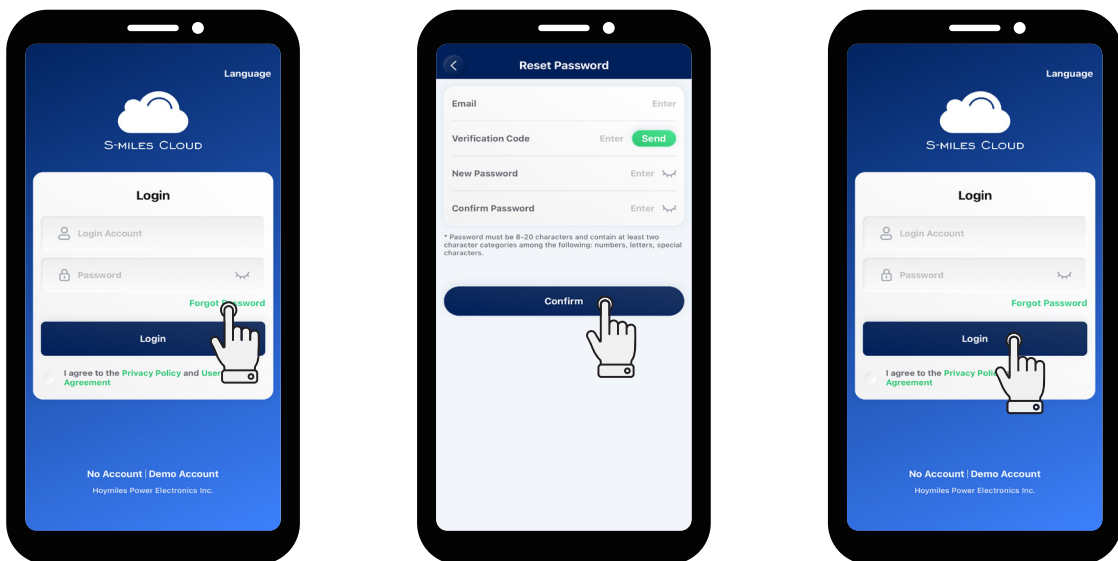 Language
S-MILES CLOUD
Login
Login Account
Password
Forgot Password
Login
I agree to the Privacy Policy and User
Agreement
No Account | Demo Account
Hoymiles Power Electronics Inc.
Reset Password
Email Enter
Verification Code Enter Send
New Password Enter
Confirm Password Enter
* Password must be 8-20 characters and contain at least two
character categories among the following: numbers, letters, special
characters.
Confirm
Language
S-MILES CLOUD
Login
Login Account
Password
Forgot Password
Login
I agree to the Privacy
Agreement
No Account | Demo Account
Hoymiles Power Electronics Inc.